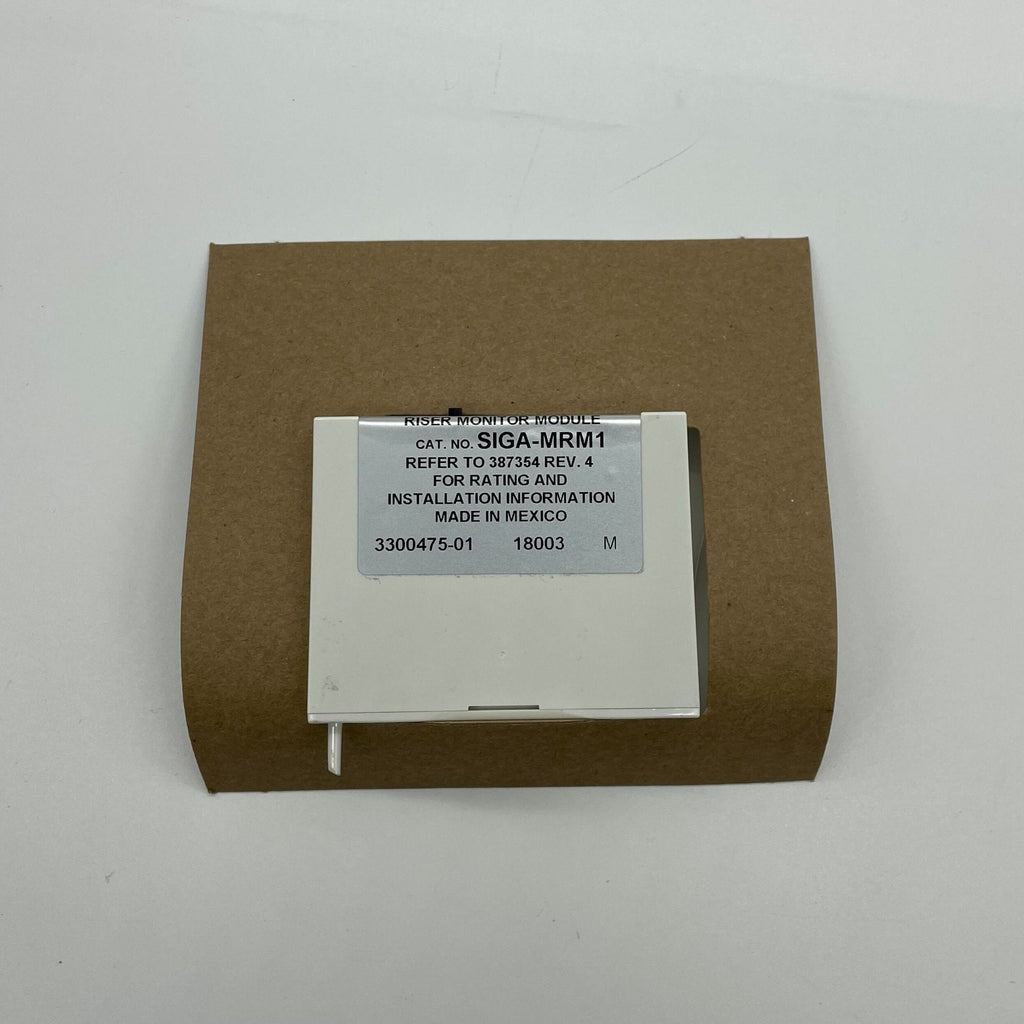 RISER MONITOR MODULE
CAT. NO. SIGA-MRM1
REFER TO 387354 REV. 4
FOR RATING AND
INSTALLATION INFORMATION
MADE IN MEXICO
3300475-01 18003 M